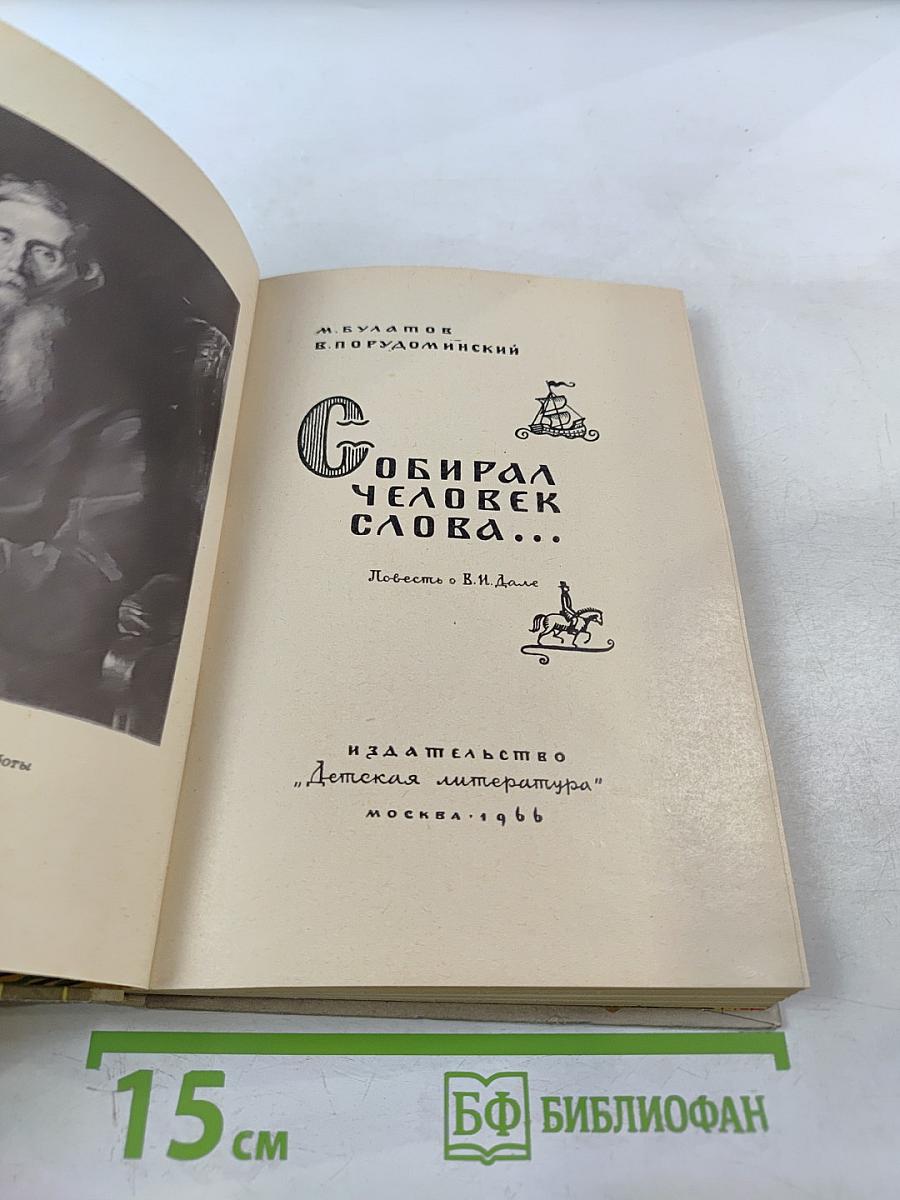 М. БУЛАТОВ
В. ПОРУДОМИНСКИЙ
СОБИРАЛ
ЧЕЛОВЕК
СЛОВА...
Повесть о В. И. Дале
ИЗДАТЕЛЬСТВО
„Детская литература"
МОСКВА · 1966
15 см
БФ БИБЛИОФАН